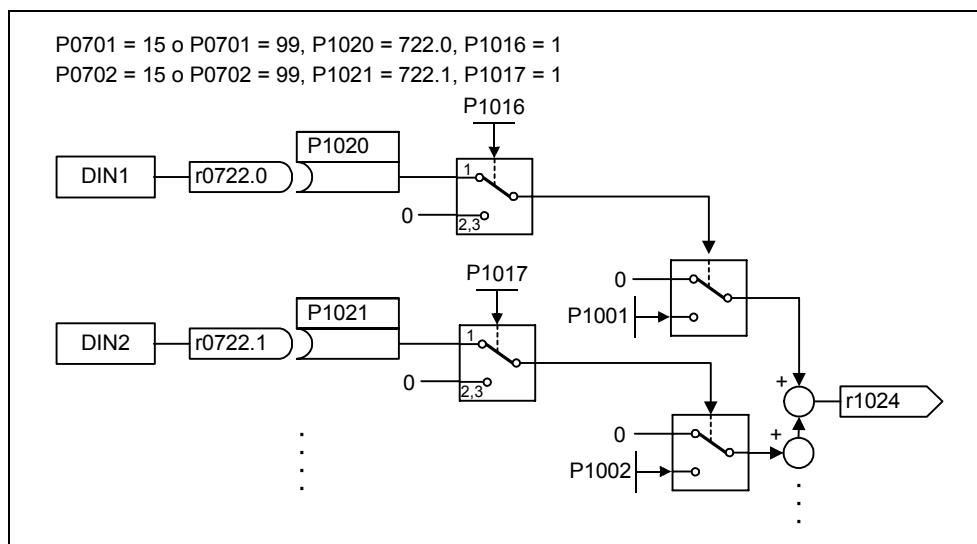 P0701 = 15 o P0701 = 99, P1020 = 722.0, P1016 = 1
P0702 = 15 o P0702 = 99, P1021 = 722.1, P1017 = 1
P1016
P1020
DIN1
r0722.0
1
0
2,3
P1017
P1021
0
P1001
DIN2
r0722.1
1
0
2,3
+
r1024
0
+
P1002